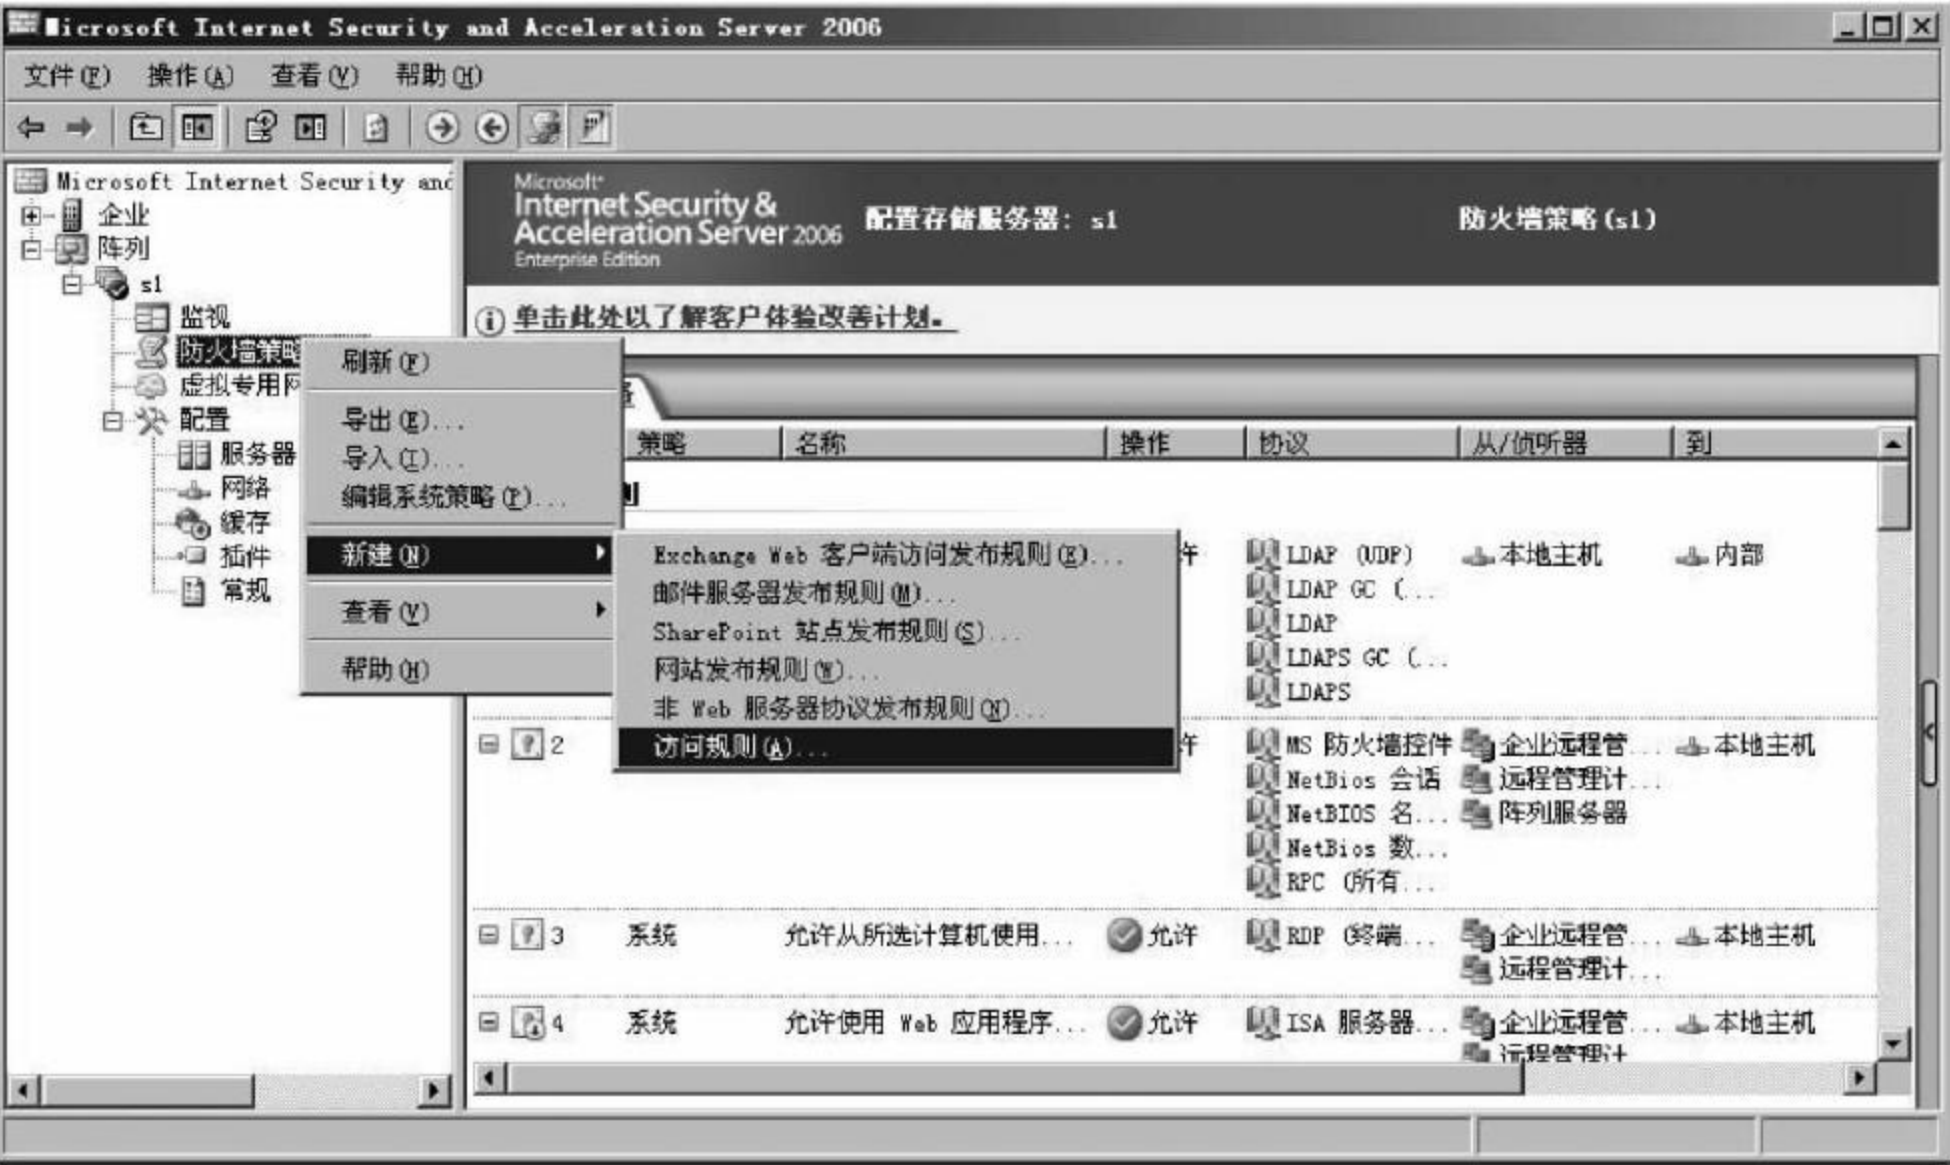 Microsoft Internet Security and Acceleration Server 2006
文件(F) 操作(A) 查看(V) 帮助(H)
Microsoft Internet Security and
企业
阵列
s1
监视
防火墙策略
虚拟专用
配置
服务器
网络
缓存
插件
常规
Microsoft
Internet Security &
Acceleration Server 2006
Enterprise Edition
配置存储服务器: s1
防火墙策略(s1)
单击此处以了解客户体验改善计划。
刷新(F)
导出(E)...
导入(I)...
编辑系统策略(P)...
新建(N)
查看(V)
帮助(H)
Exchange Web 客户端访问发布规则(E)...
邮件服务器发布规则(M)...
SharePoint 站点发布规则(S)...
网站发布规则(W)...
非 Web 服务器协议发布规则(N)...
访问规则(A)...
策略 名称 操作 协议 从/侦听器 到
LDAP (UDP) 本地主机 内部
LDAP GC (...
LDAP
LDAPS GC (...
LDAPS
2 MS 防火墙控件 企业远程管... 本地主机
NetBios 会话 远程管理计...
NetBIOS 名... 阵列服务器
NetBios 数...
RPC (所有...
3 系统 允许从所选计算机使用... 允许 RDP (终端... 企业远程管... 本地主机
远程管理计...
4 系统 允许使用 Web 应用程序... 允许 ISA 服务器... 企业远程管... 本地主机
远程管理计